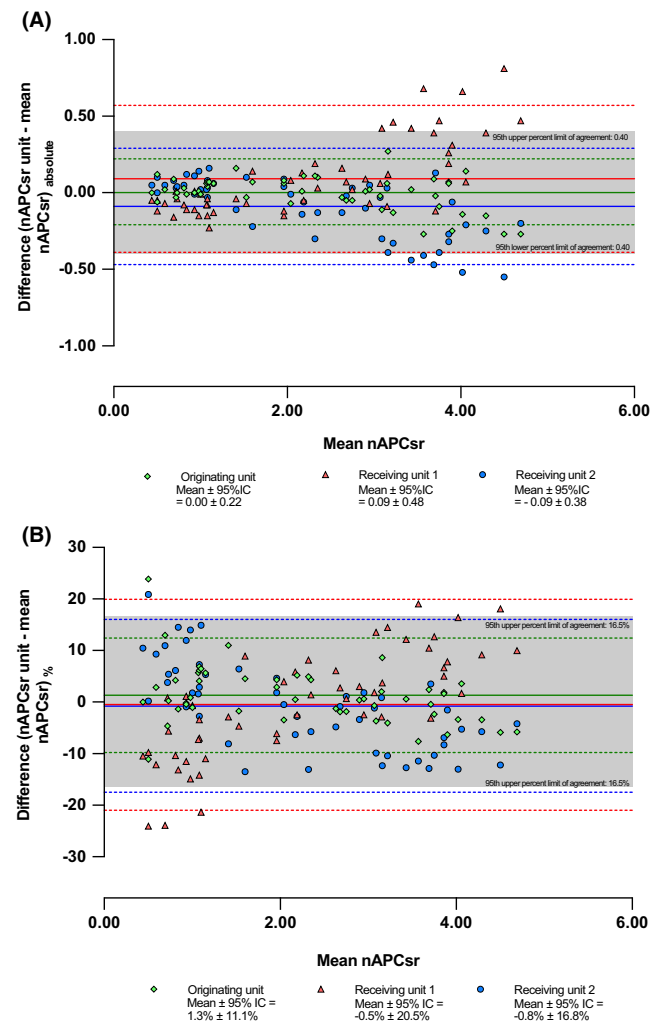 (A)
1.00
0.50
0.00
-0.50
-1.00
Difference (nAPCsr unit - mean
nAPCsr) absolute
95th upper percent limit of agreement: 0.40
95th lower percent limit of agreement: 0.40
0.00 2.00 4.00 6.00
Mean nAPCsr
Originating unit
Mean ± 95%IC
= 0.00 ± 0.22
Receiving unit 1
Mean ± 95%IC
= 0.09 ± 0.48
Receiving unit 2
Mean ± 95%IC
= - 0.09 ± 0.38
(B)
30
20
10
0
-10
-20
-30
Difference (nAPCsr unit - mean
nAPCsr) %
95th upper percent limit of agreement: 16.5%
95th lower percent limit of agreement: 16.5%
0.00 2.00 4.00 6.00
Mean nAPCsr
Originating unit
Mean ± 95% IC =
1.3% ± 11.1%
Receiving unit 1
Mean ± 95% IC =
-0.5% ± 20.5%
Receiving unit 2
Mean ± 95% IC =
-0.8% ± 16.8%